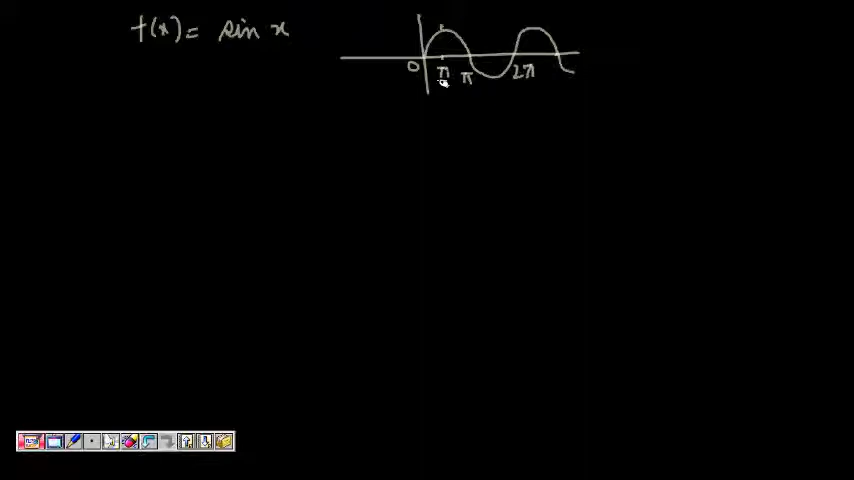 f(x) = sin x
0 π π 2π